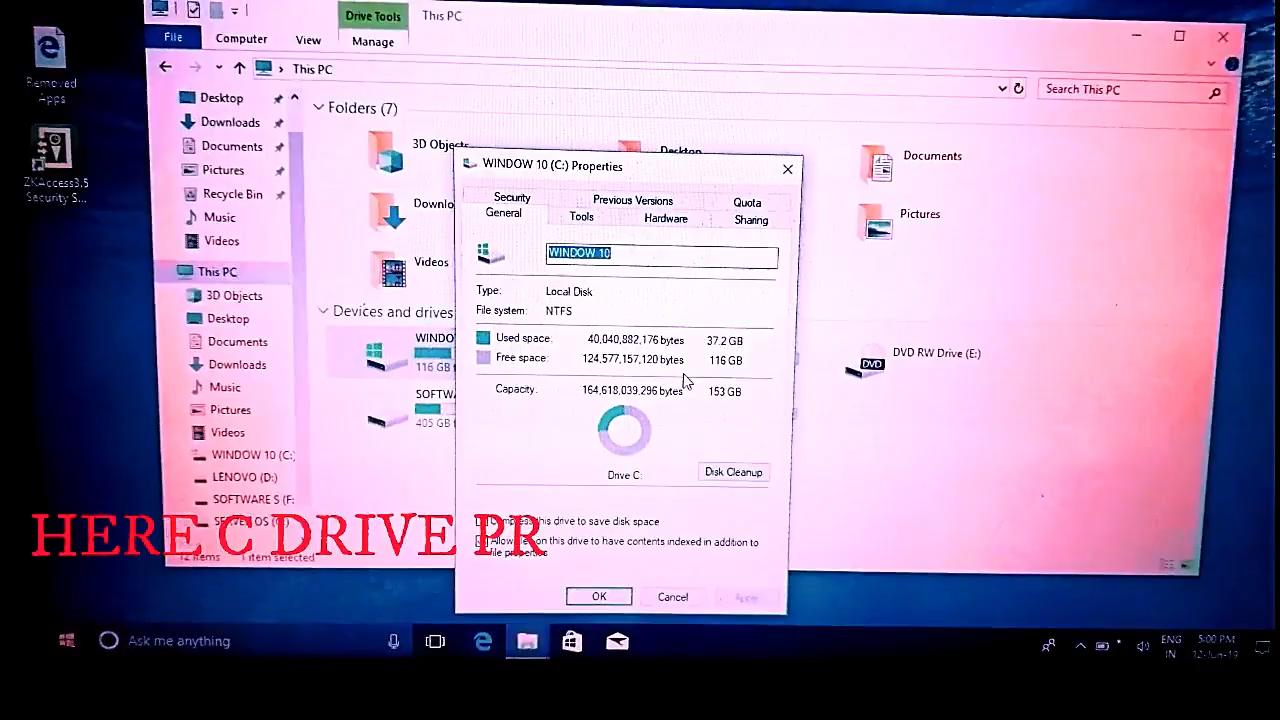 Drive Tools
This PC
File
Computer
View
Manage
This PC
Search This PC
Removed
Apps
ZKAccess3.5
Security S...
Desktop
Downloads
Documents
Pictures
Recycle Bin
Music
Videos
This PC
3D Objects
Desktop
Documents
Downloads
Music
Pictures
Videos
WINDOW 10 (C:
LENOVO (D:)
SOFTWARE S (F:
12 items
1 item selected
Folders (7)
3D Objects
Desktop
Documents
Downlo
Pictures
Videos
Devices and drives
WINDO
116 GB
SOFTWA
405 GB
DVD RW Drive (E:)
DVD
WINDOW 10 (C:) Properties
Security
Previous Versions
Quota
General
Tools
Hardware
Sharing
WINDOW 10
Type: Local Disk
File system: NTFS
Used space: 40,040,882,176 bytes 37.2 GB
Free space: 124,577,157,120 bytes 116 GB
Capacity: 164,618,039,296 bytes 153 GB
Drive C:
Disk Cleanup
this drive to save disk space
on this drive to have contents indexed in addition to
file properties
OK
Cancel
Apply
HERE C DRIVE PR
Ask me anything
ENG
IN
5:00 PM
12-Jun-19